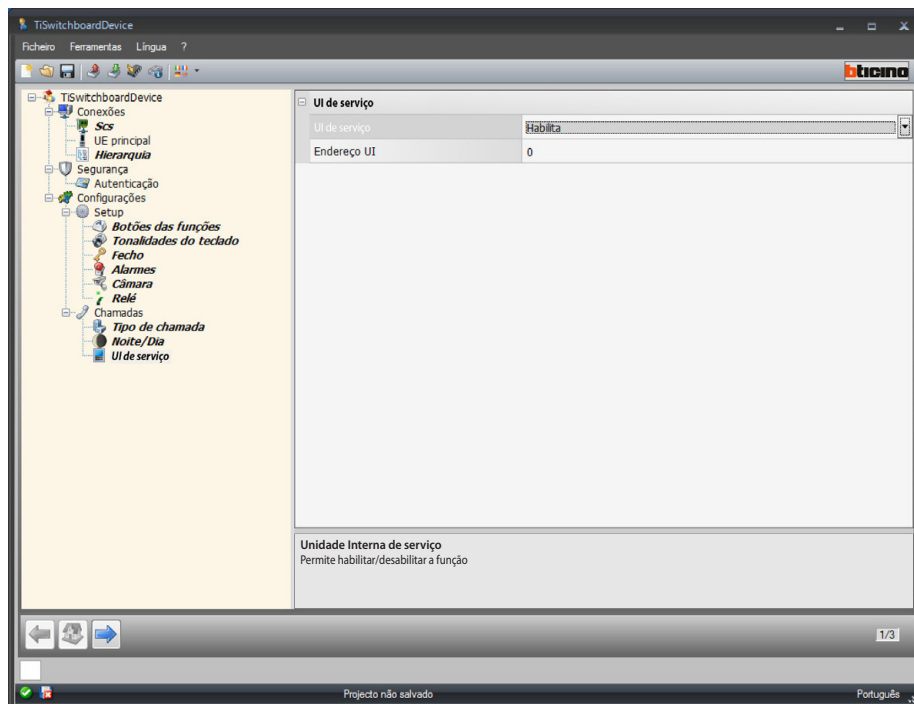 TiSwitchboardDevice
Ficheiro Ferramentas Língua ?
bticino
TiSwitchboardDevice
Conexões
Scs
UE principal
Hierarquia
Segurança
Autenticação
Configurações
Setup
Botões das funções
Tonalidades do teclado
Fecho
Alarmes
Câmara
Relé
Chamadas
Tipo de chamada
Noite/Dia
UI de serviço
UI de serviço
UI de serviço Habilita
Endereço UI 0
Unidade Interna de serviço
Permite habilitar/desabilitar a função
1/3
Projecto não salvado Português